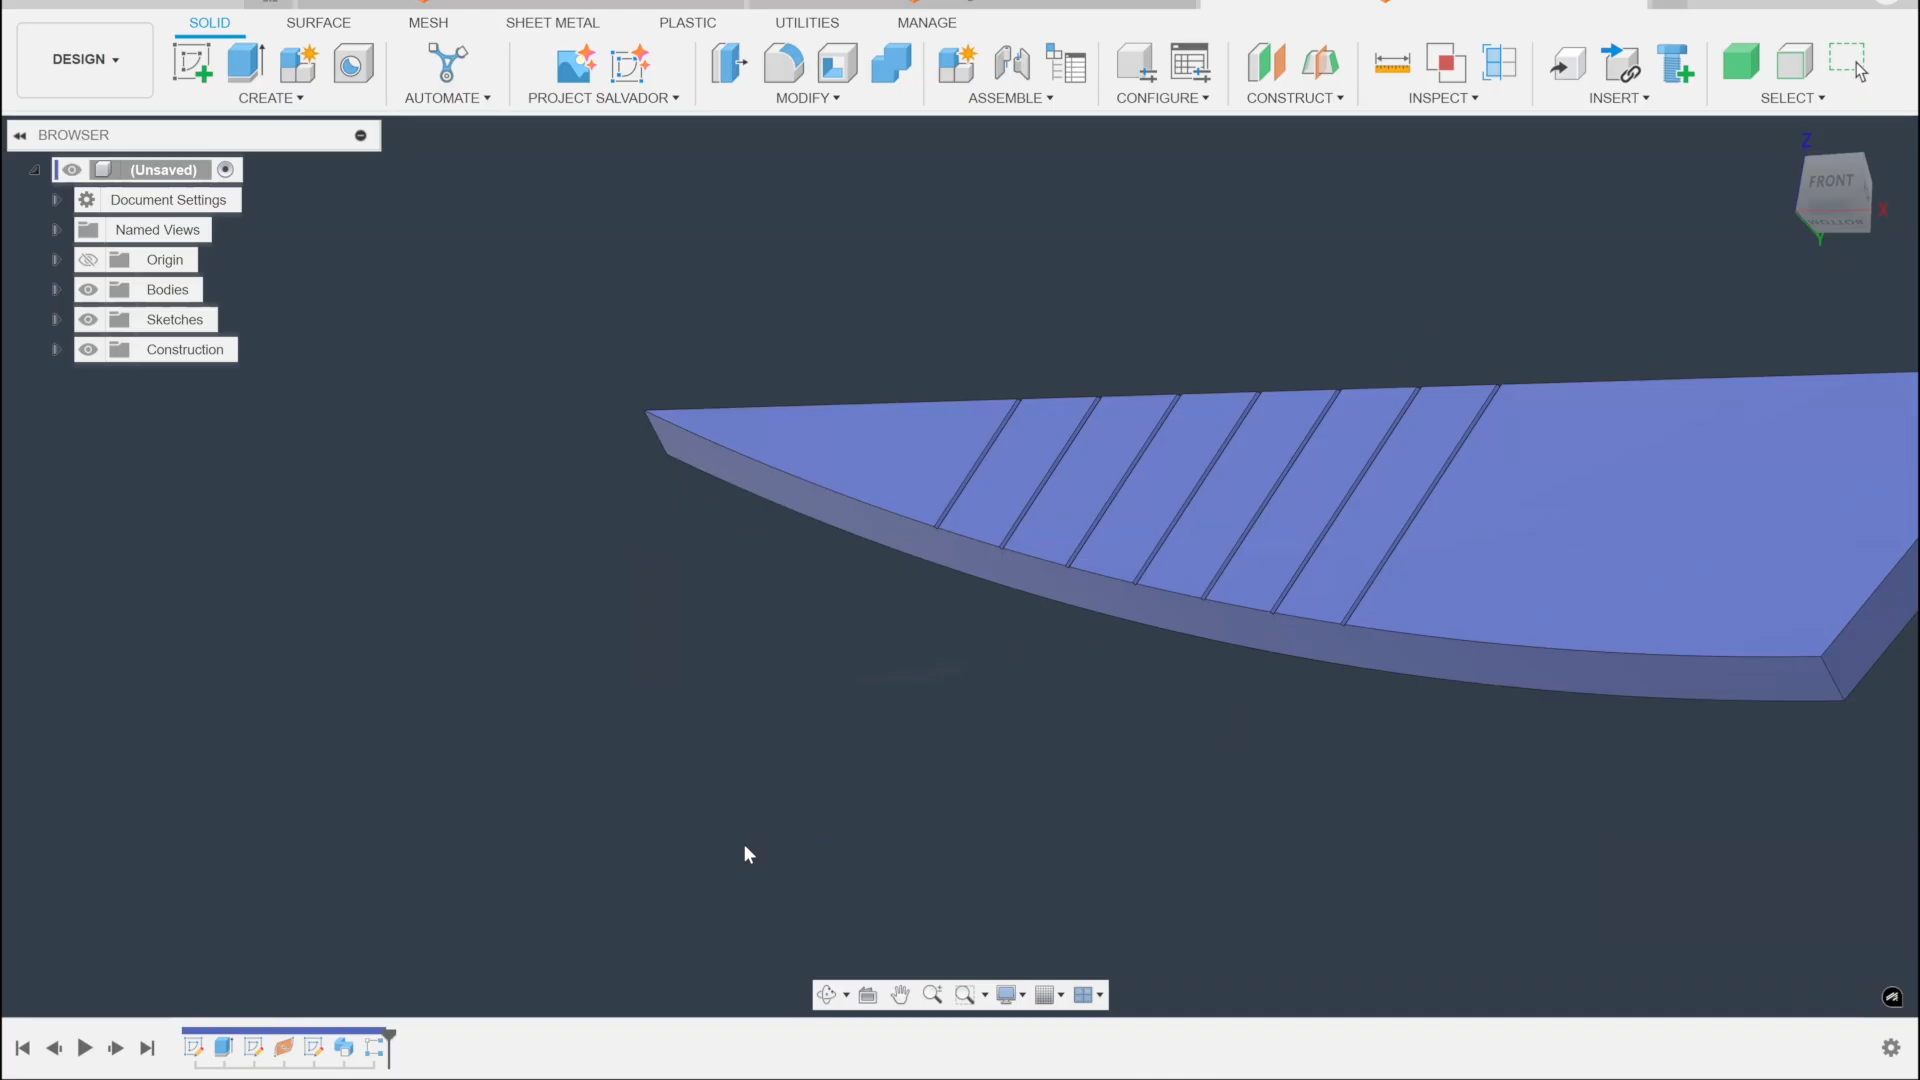 SOLID SURFACE MESH SHEET METAL PLASTIC UTILITIES MANAGE
DESIGN
CREATE AUTOMATE PROJECT SALVADOR MODIFY ASSEMBLE CONFIGURE CONSTRUCT INSPECT INSERT SELECT
BROWSER
(Unsaved)
Document Settings
Named Views
Origin
Bodies
Sketches
Construction
Z
FRONT
X
BOTTOM
Y